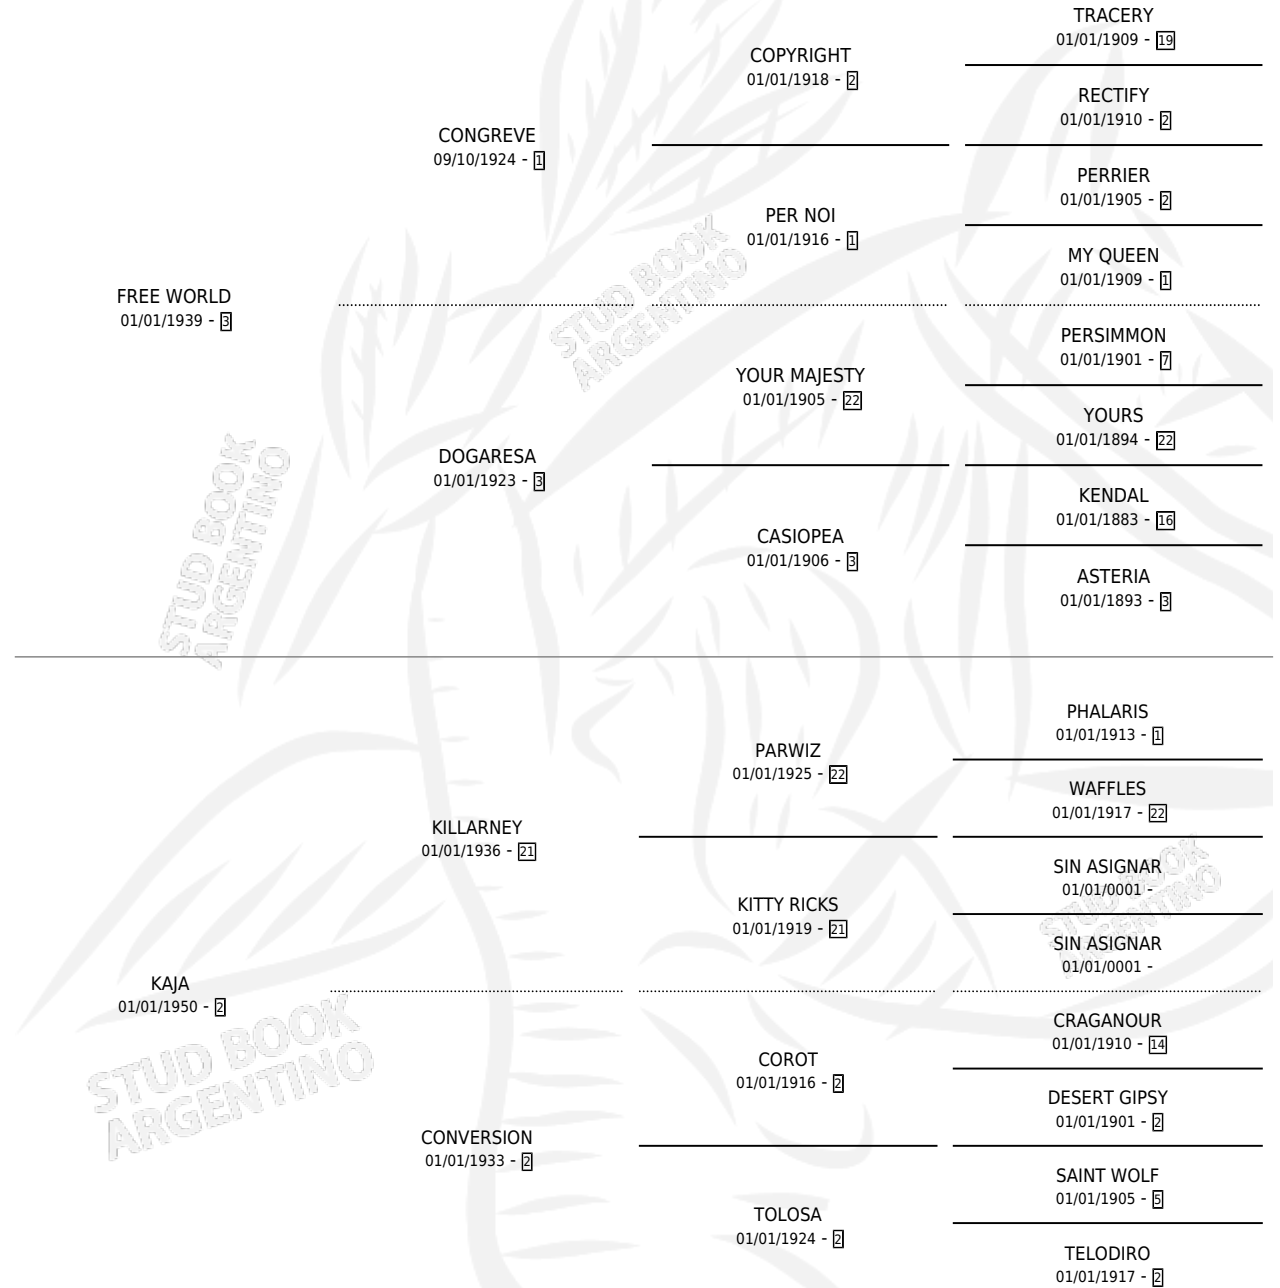 TRACERY
01/01/1909 - 19
COPYRIGHT
01/01/1918 - 2
RECTIFY
01/01/1910 - 2
CONGREVE
09/10/1924 - 1
PERRIER
01/01/1905 - 2
PER NOI
01/01/1916 - 1
MY QUEEN
01/01/1909 - 1
FREE WORLD
01/01/1939 - 3
PERSIMMON
01/01/1901 - 7
YOUR MAJESTY
01/01/1905 - 22
YOURS
01/01/1894 - 22
DOGARESA
01/01/1923 - 3
KENDAL
01/01/1883 - 16
CASIOPEA
01/01/1906 - 3
ASTERIA
01/01/1893 - 3
STUD BOOK
ARGENTINO
STUD BOOK
ARGENTINO
PHALARIS
01/01/1913 - 1
PARWIZ
01/01/1925 - 22
WAFFLES
01/01/1917 - 22
KILLARNEY
01/01/1936 - 21
SIN ASIGNAR
01/01/0001 -
KITTY RICKS
01/01/1919 - 21
SIN ASIGNAR
01/01/0001 -
STUD BOOK
ARGENTINO
KAJA
01/01/1950 - 2
CRAGANOUR
01/01/1910 - 14
COROT
01/01/1916 - 2
DESERT GIPSY
01/01/1901 - 2
STUD BOOK
ARGENTINO
CONVERSION
01/01/1933 - 2
SAINT WOLF
01/01/1905 - 5
TOLOSA
01/01/1924 - 2
TELODIRO
01/01/1917 - 2